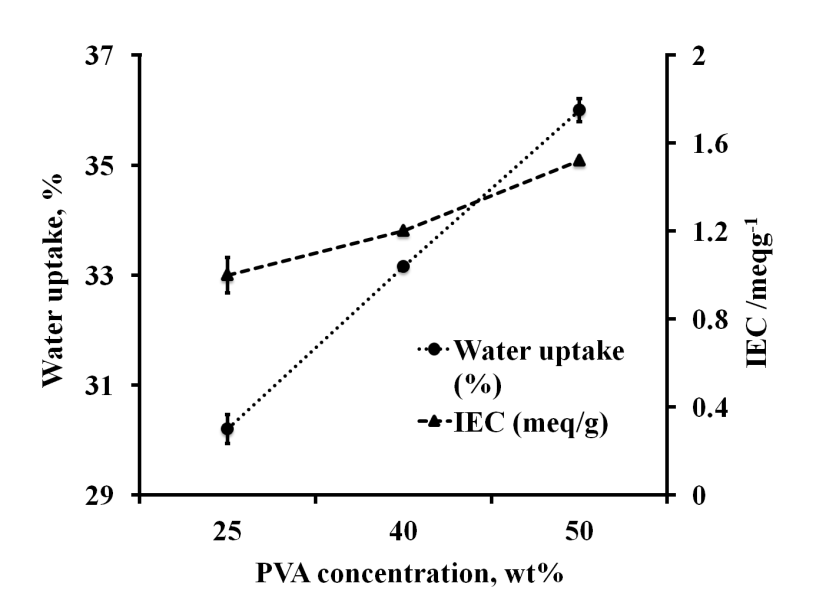 37
35
33
31
29
Water uptake, %
2
1.6
1.2
0.8
0.4
0
IEC /meqg⁻¹
Water uptake
(%)
IEC (meq/g)
25 40 50
PVA concentration, wt%